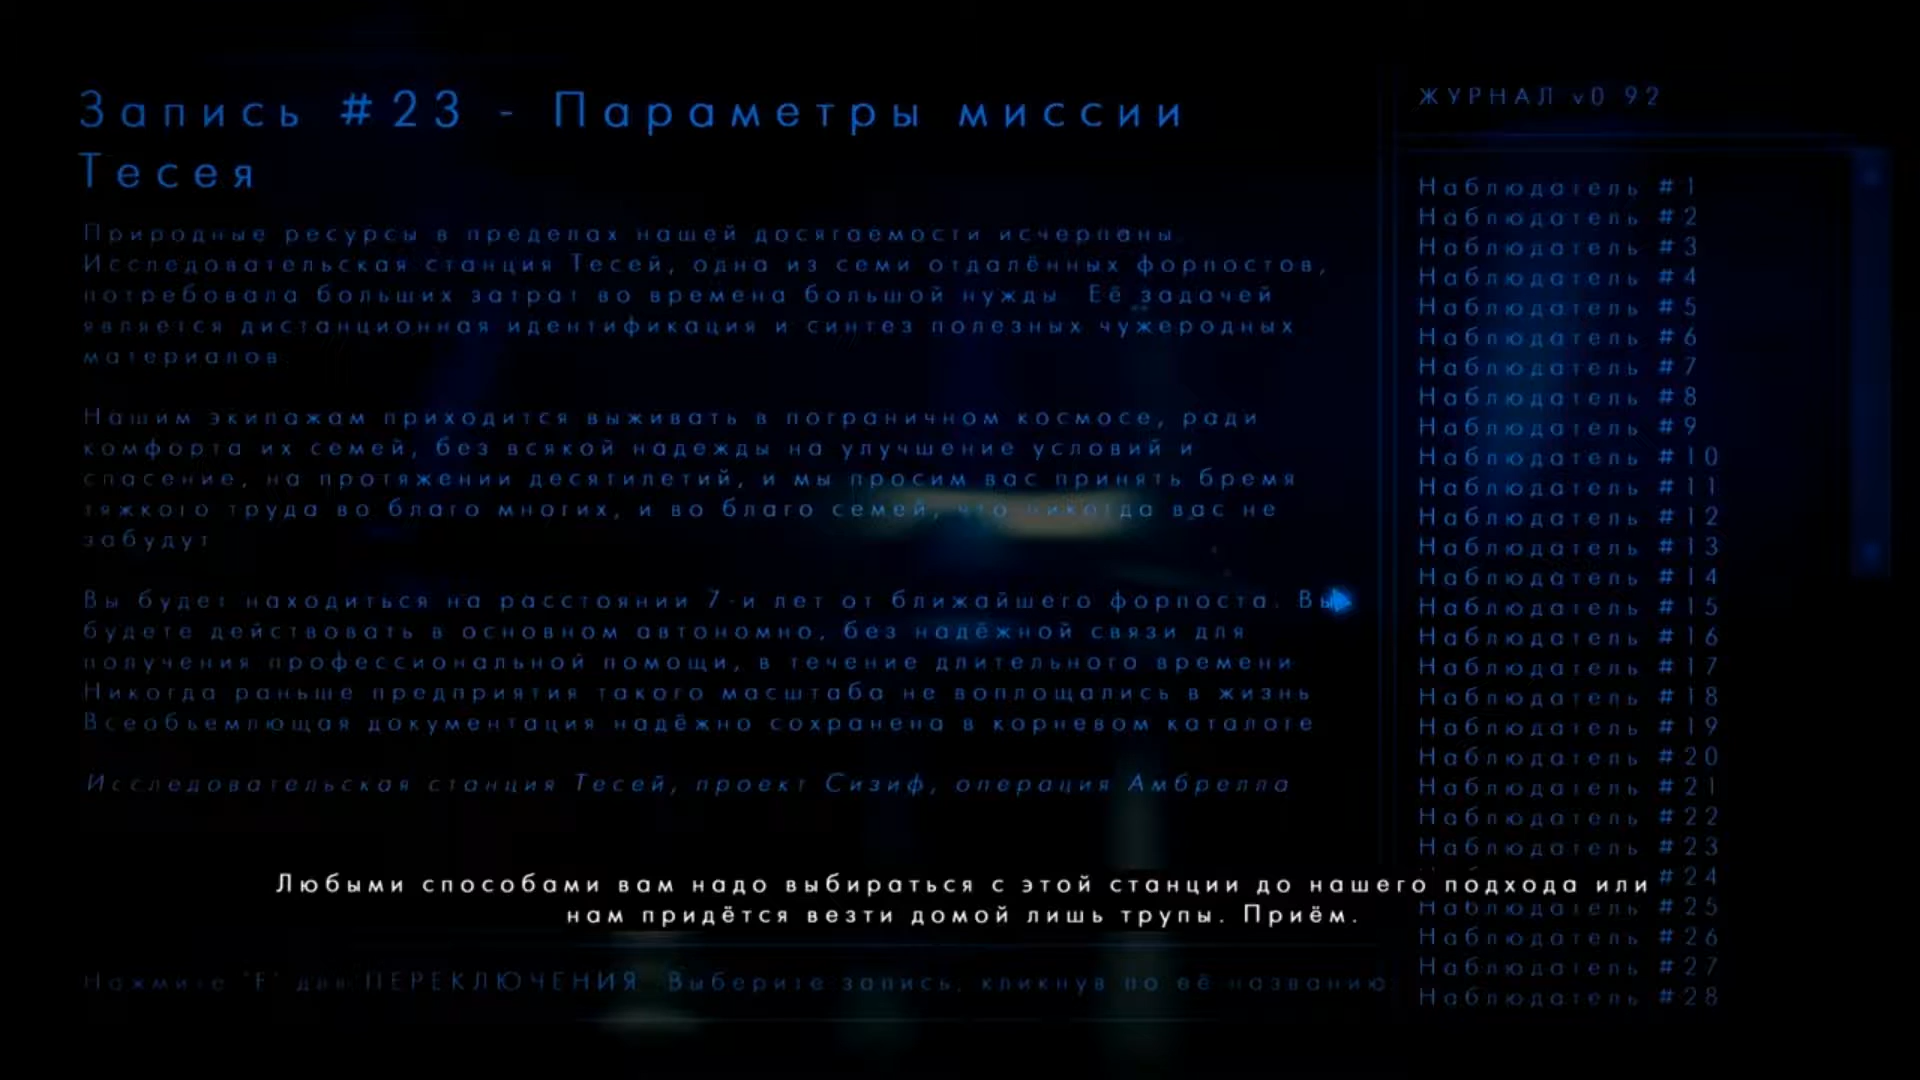 Запись #23 - Параметры миссии
Тесея
Природные ресурсы в пределах нашей досягаемости исчерпаны.
Исследовательская станция Тесей, одна из семи отдалённых форпостов,
потребовала больших затрат во времена большой нужды. Её задачей
является дистанционная идентификация и синтез полезных чужеродных
материалов.
Нашим экипажам приходится выживать в пограничном космосе, ради
комфорта их семей, без всякой надежды на улучшение условий и
спасение, на протяжении десятилетий, и мы просим вас принять бремя
тяжкого труда во благо многих, и во благо семей, что никогда вас не
забудут
Вы будет находиться на расстоянии 7-и лет от ближайшего форпоста. Вы
будете действовать в основном автономно, без надёжной связи для
получения профессиональной помощи, в течение длительного времени
Никогда раньше предприятия такого масштаба не воплощались в жизнь
Всеобьемлющая документация надёжно сохранена в корневом каталоге
Исследовательская станция Тесей, проект Сизиф, операция Амбрелла
Любыми способами вам надо выбираться с этой станции до нашего подхода или
нам придётся везти домой лишь трупы. Приём.
Нажмите "F" для ПЕРЕКЛЮЧЕНИЯ. Выберите запись, кликнув по её названию
ЖУРНАЛ v0.92
Наблюдатель #1
Наблюдатель #2
Наблюдатель #3
Наблюдатель #4
Наблюдатель #5
Наблюдатель #6
Наблюдатель #7
Наблюдатель #8
Наблюдатель #9
Наблюдатель #10
Наблюдатель #11
Наблюдатель #12
Наблюдатель #13
Наблюдатель #14
Наблюдатель #15
Наблюдатель #16
Наблюдатель #17
Наблюдатель #18
Наблюдатель #19
Наблюдатель #20
Наблюдатель #21
Наблюдатель #22
Наблюдатель #23
#24
Наблюдатель #25
Наблюдатель #26
Наблюдатель #27
Наблюдатель #28